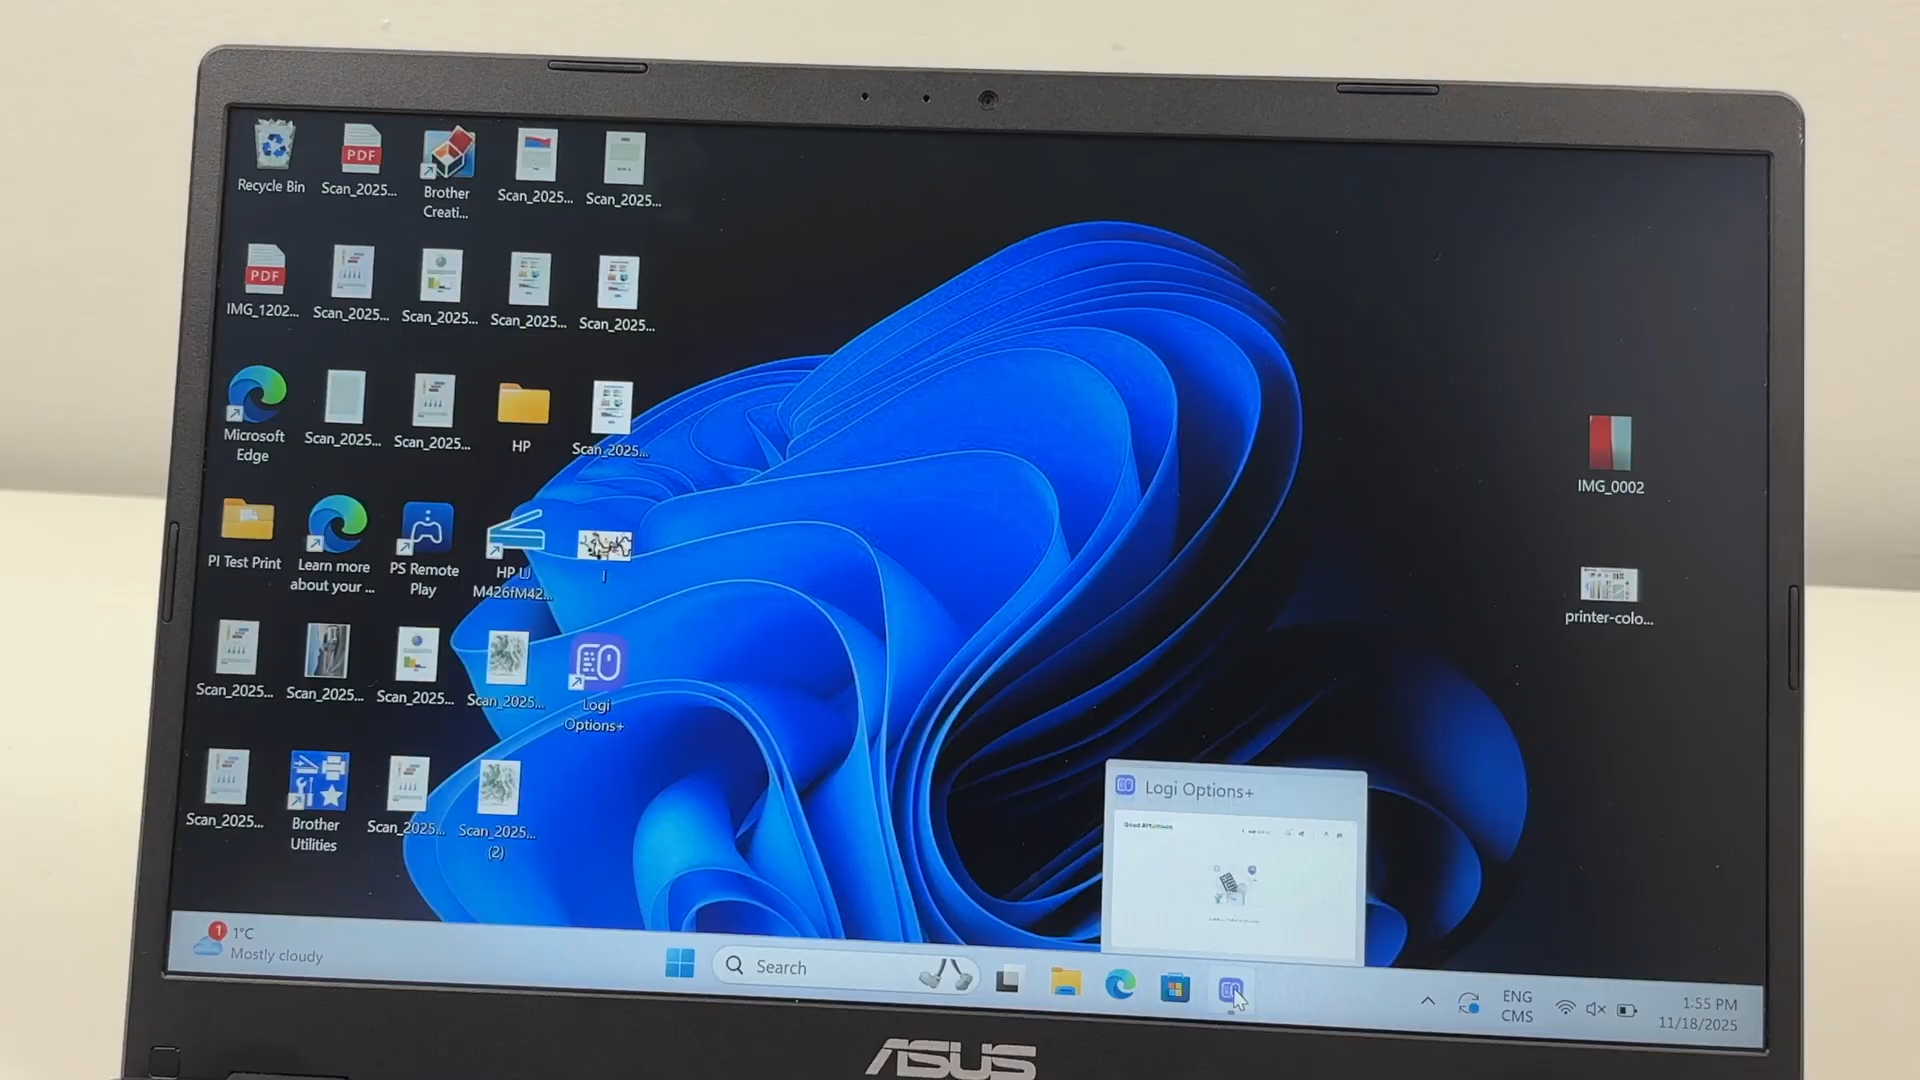 Recycle Bin
PDF
Scan_2025...
Brother
Creati...
Scan_2025...
Scan_2025...
PDF
IMG_1202...
Scan_2025...
Scan_2025...
Scan_2025...
Scan_2025...
Microsoft
Edge
Scan_2025...
Scan_2025...
HP
Scan_2025...
IMG_0002
PI Test Print
Learn more
about your ...
PS Remote
Play
HP LJ
M426fM42...
printer-colo...
Scan_2025...
Scan_2025...
Scan_2025...
Scan_2025...
Logi
Options+
Scan_2025...
Brother
Utilities
Scan_2025...
Scan_2025...
(2)
Logi Options+
Good Afternoon
1
1°C
Mostly cloudy
Search
ENG
CMS
1:55 PM
11/18/2025
ASUS